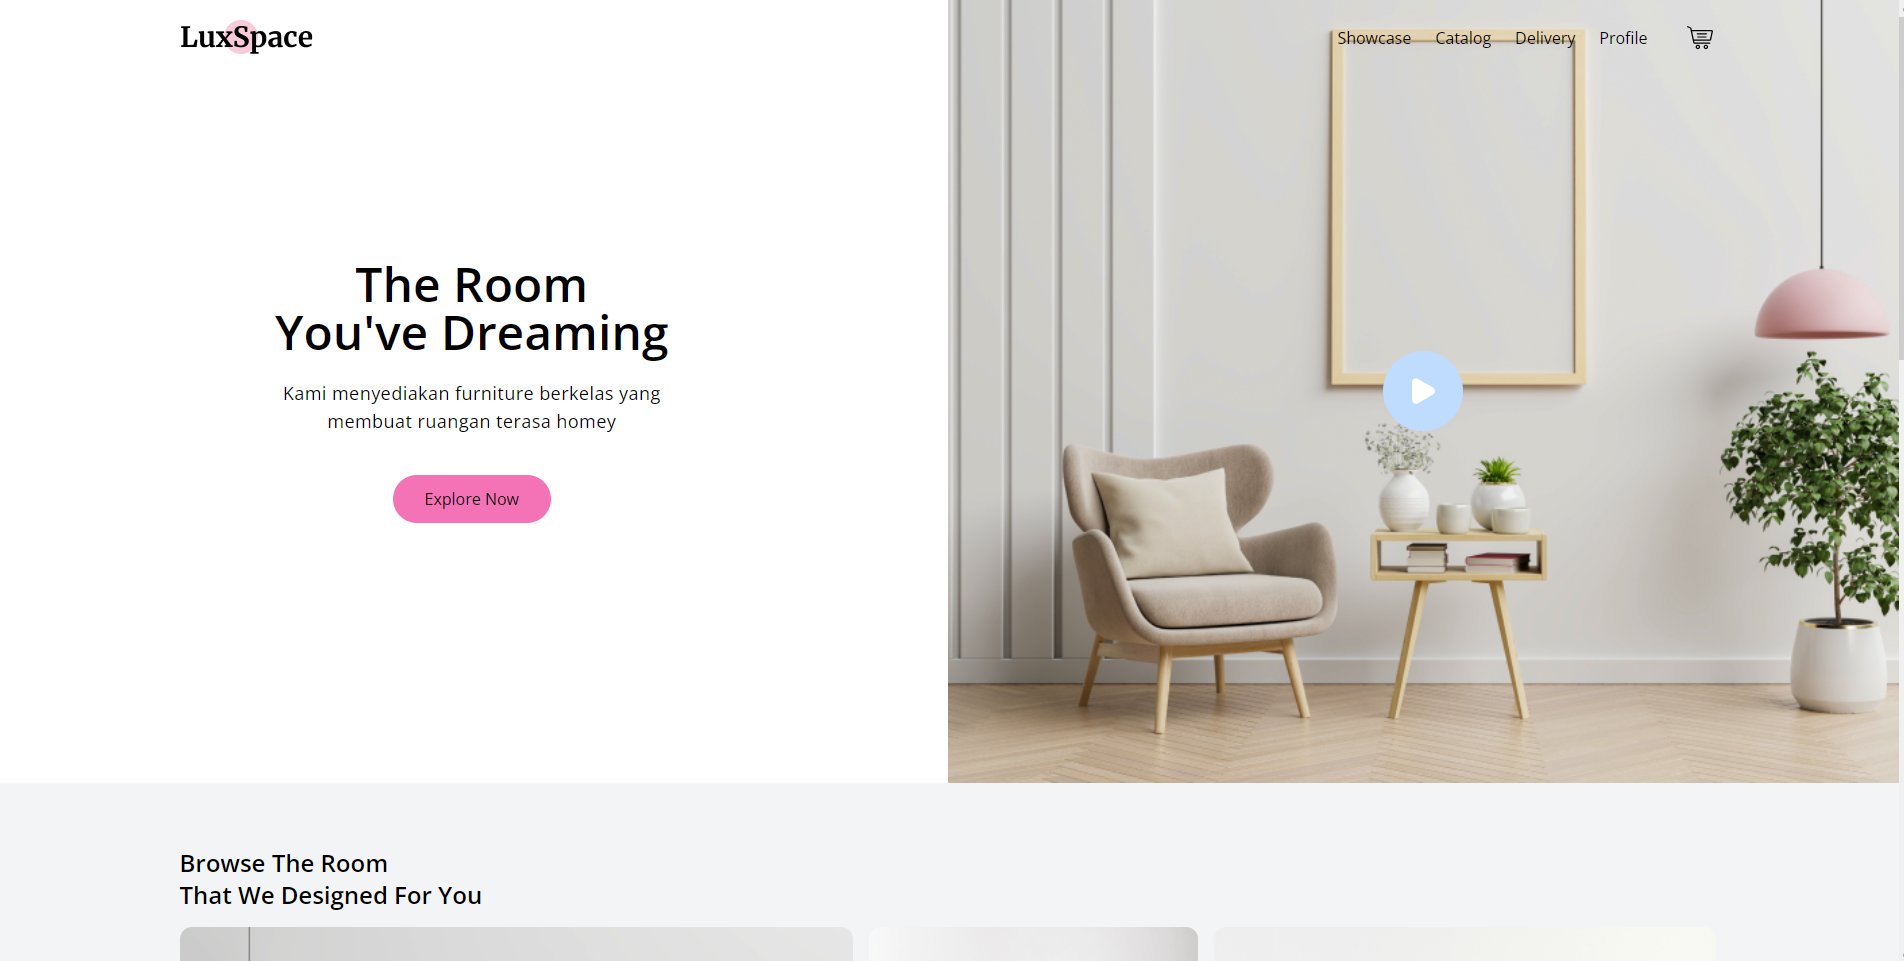 LuxSpace
Showcase Catalog Delivery Profile
The Room
You've Dreaming
Kami menyediakan furniture berkelas yang
membuat ruangan terasa homey
Explore Now
Browse The Room
That We Designed For You